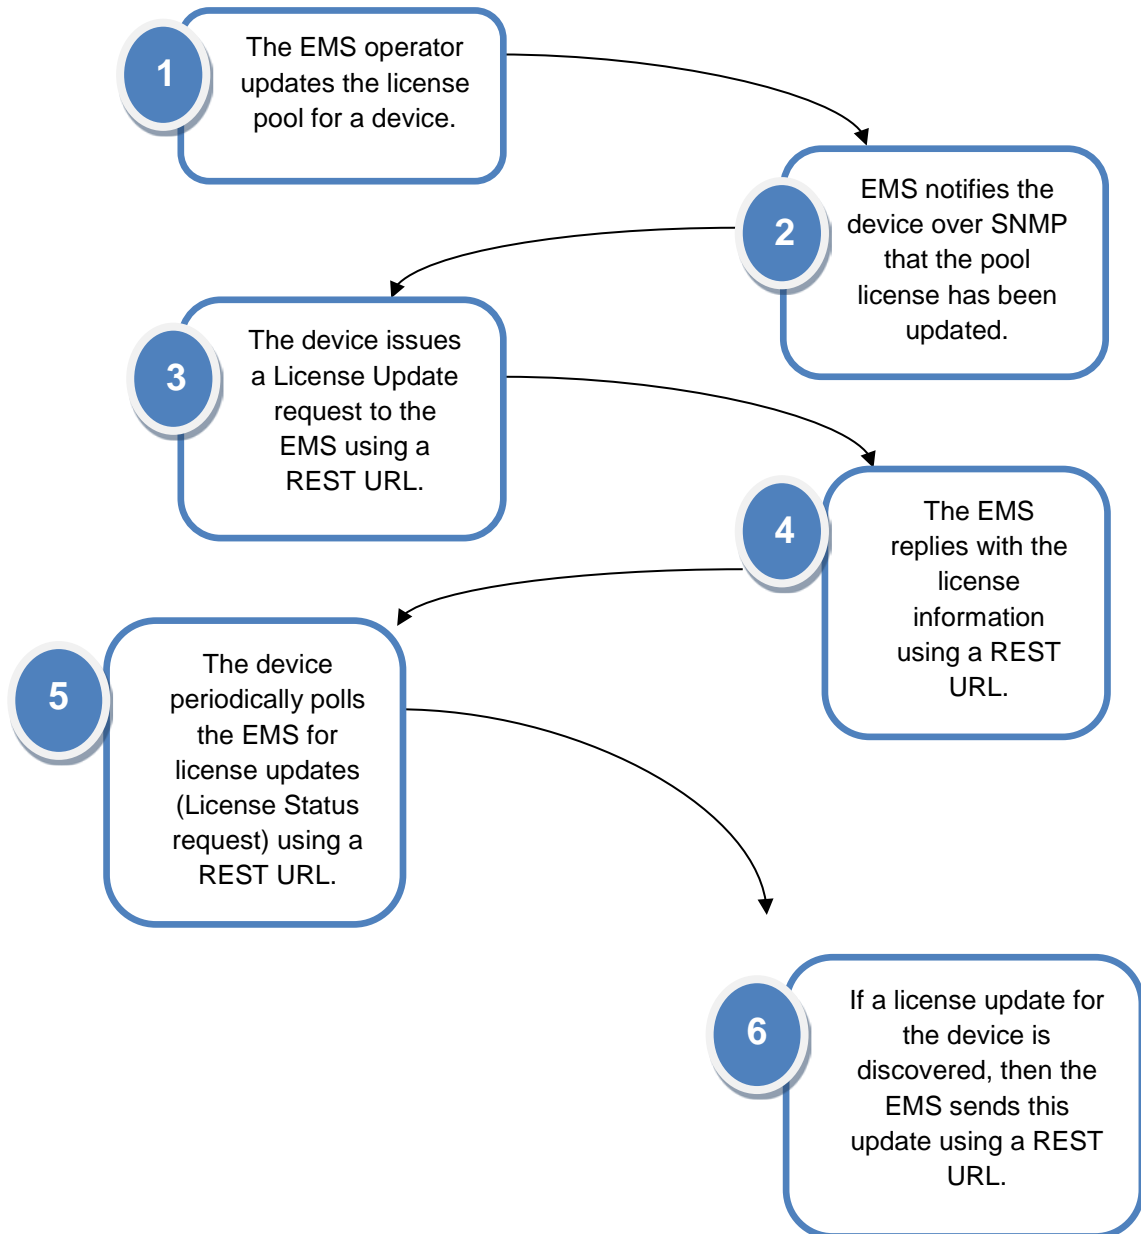 1
The EMS operator
updates the license
pool for a device.
2
EMS notifies the
device over SNMP
that the pool
license has been
updated.
3
The device issues
a License Update
request to the
EMS using a
REST URL.
4
The EMS
replies with the
license
information
using a REST
URL.
5
The device
periodically polls
the EMS for
license updates
(License Status
request) using a
REST URL.
6
If a license update for
the device is
discovered, then the
EMS sends this
update using a REST
URL.